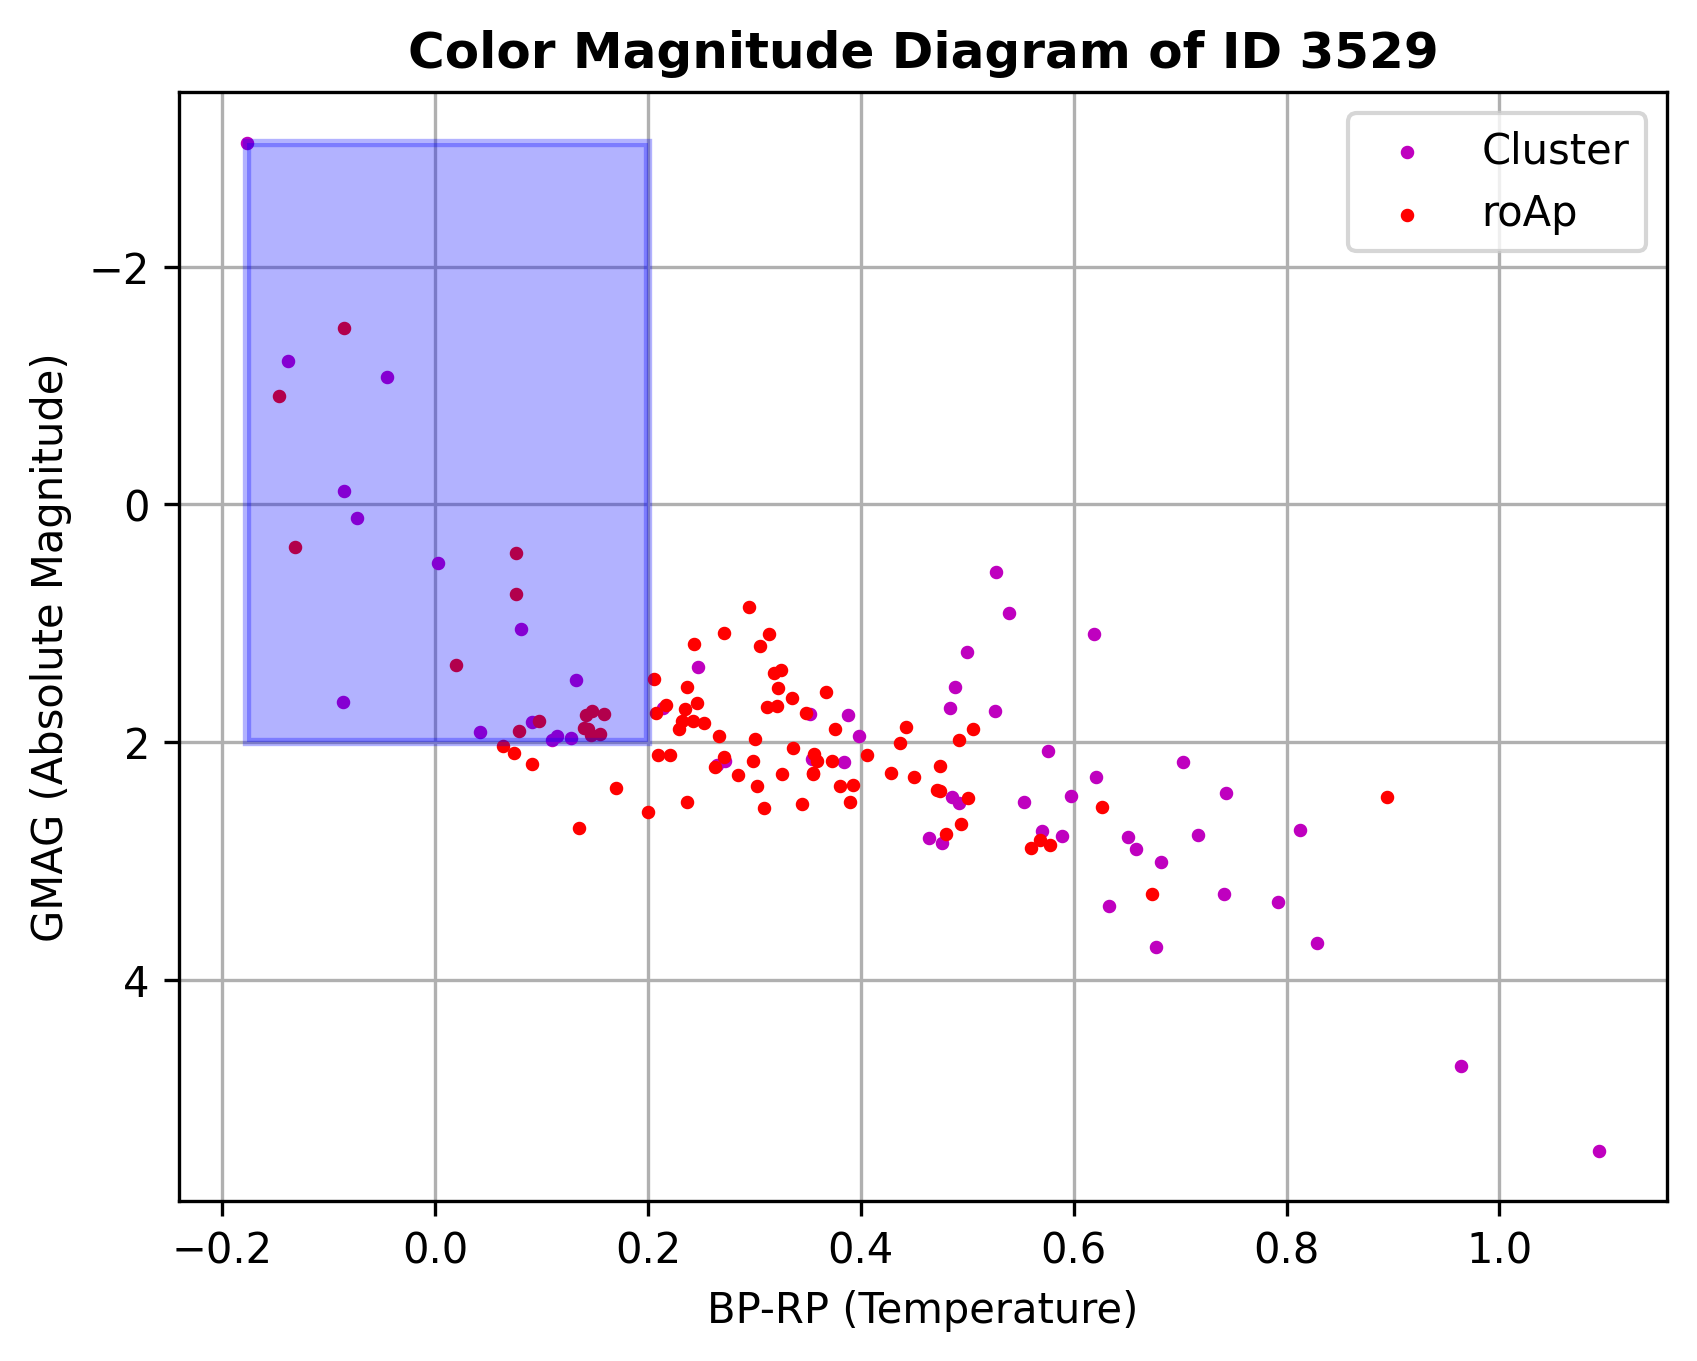 Color Magnitude Diagram of ID 3529
Cluster
roAp
GMAG (Absolute Magnitude)
−2
0
2
4
−0.2 0.0 0.2 0.4 0.6 0.8 1.0
BP-RP (Temperature)